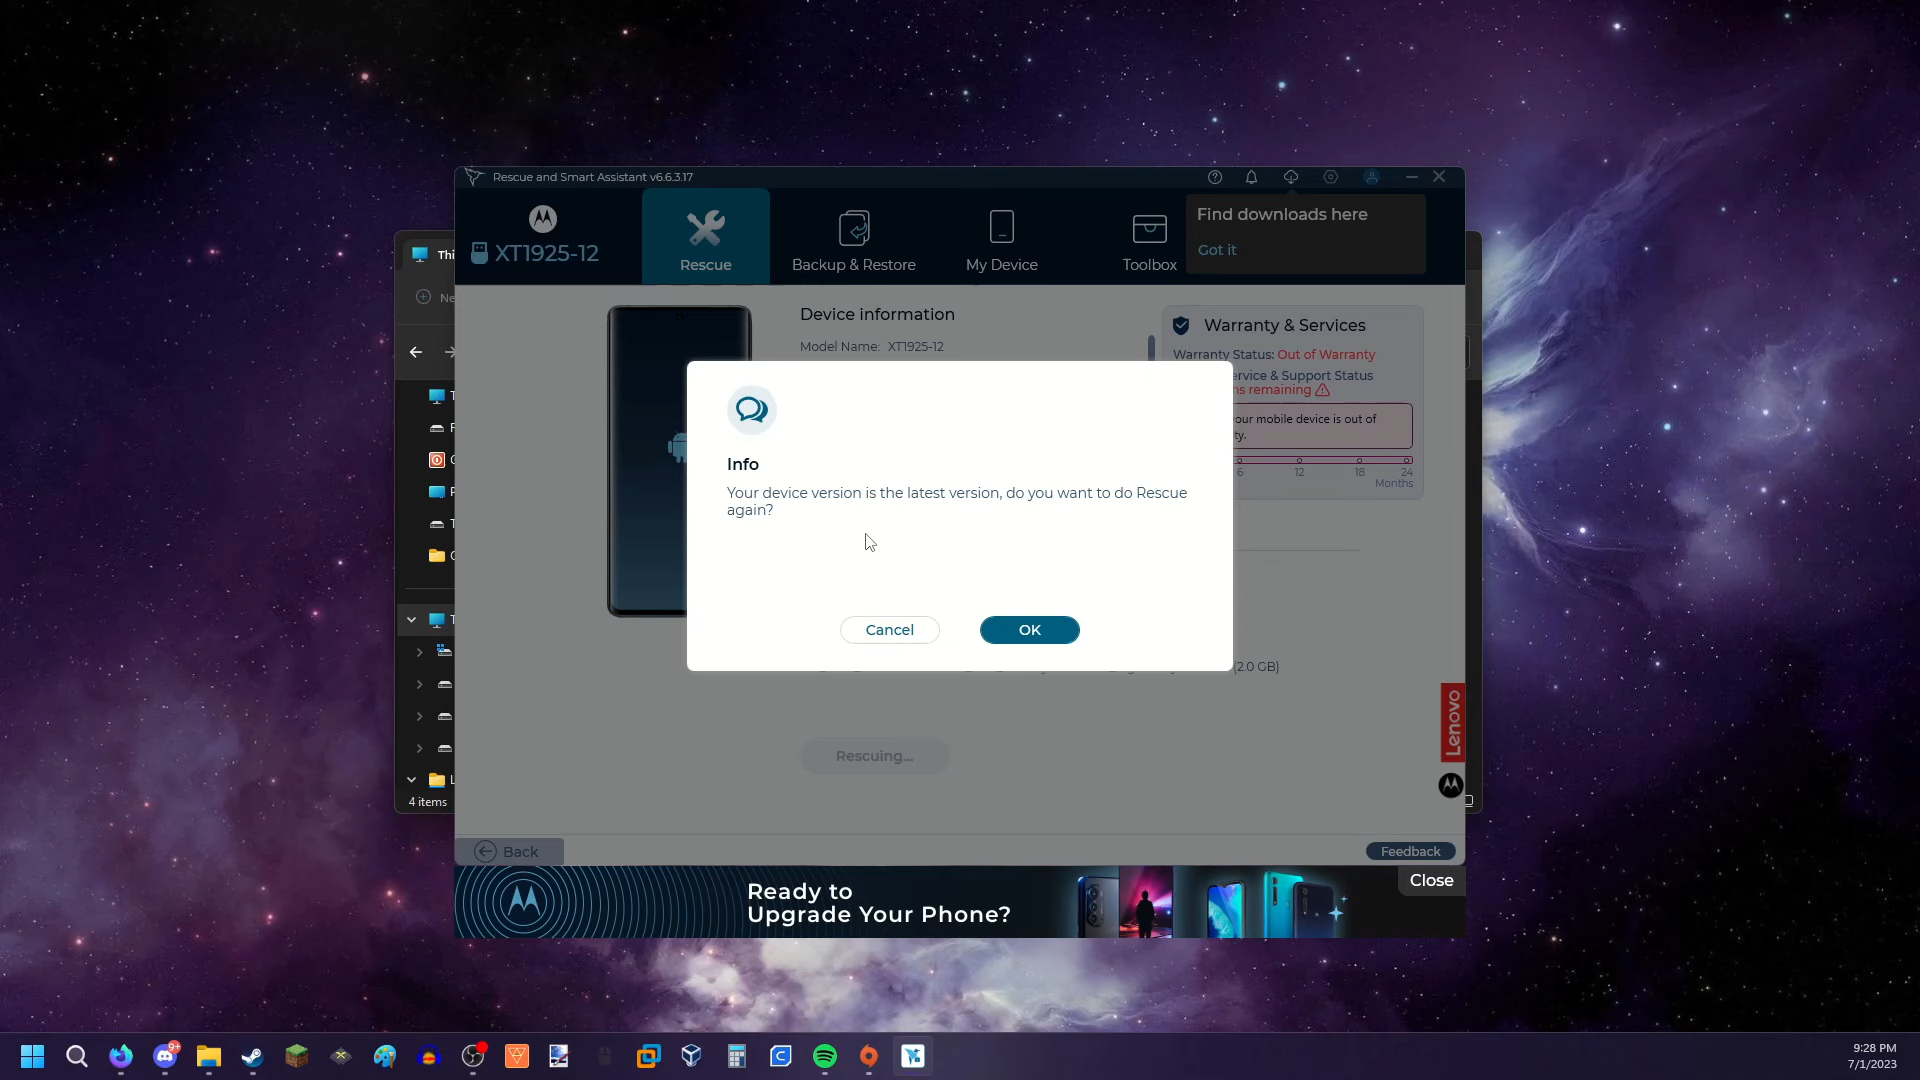 Rescue and Smart Assistant v6.6.3.17
XT1925-12
Rescue
Backup & Restore
My Device
Toolbox
Find downloads here
Got it
Device information
Model Name: XT1925-12
Warranty & Services
Warranty Status: Out of Warranty
Service & Support Status
remaining
your mobile device is out of
6 12 18 24
Months
Info
Your device version is the latest version, do you want to do Rescue
again?
Cancel
OK
(2.0 GB)
Rescuing...
Lenovo
4 items
Back
Feedback
Ready to
Upgrade Your Phone?
Close
9+
9:28 PM
7/1/2023